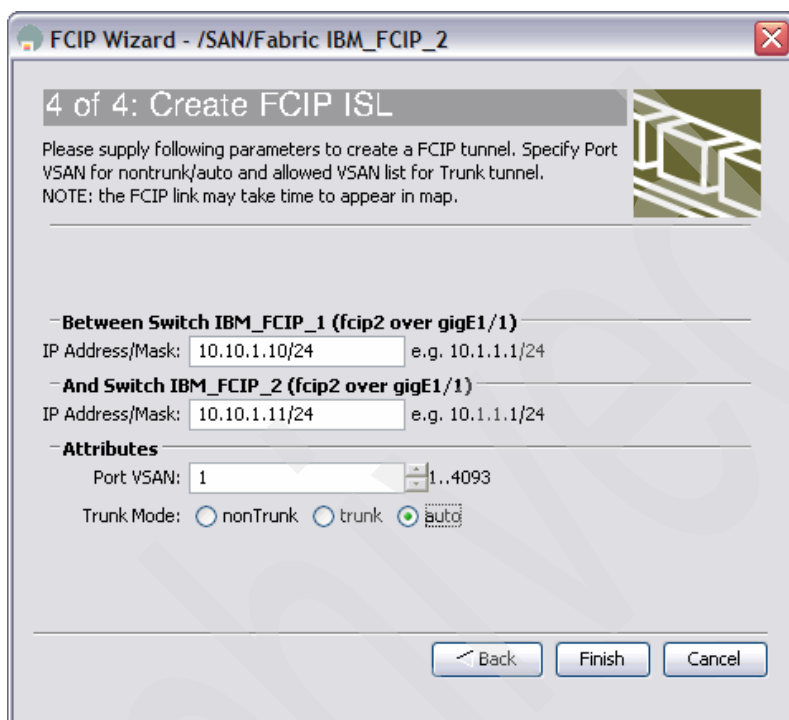 FCIP Wizard - /SAN/Fabric IBM_FCIP_2
4 of 4: Create FCIP ISL
Please supply following parameters to create a FCIP tunnel. Specify Port
VSAN for nontrunk/auto and allowed VSAN list for Trunk tunnel.
NOTE: the FCIP link may take time to appear in map.
Between Switch IBM_FCIP_1 (fcip2 over gigE1/1)
IP Address/Mask: 10.10.1.10/24 e.g. 10.1.1.1/24
And Switch IBM_FCIP_2 (fcip2 over gigE1/1)
IP Address/Mask: 10.10.1.11/24 e.g. 10.1.1.1/24
Attributes
Port VSAN: 1 1..4093
Trunk Mode: nonTrunk trunk auto
< Back Finish Cancel